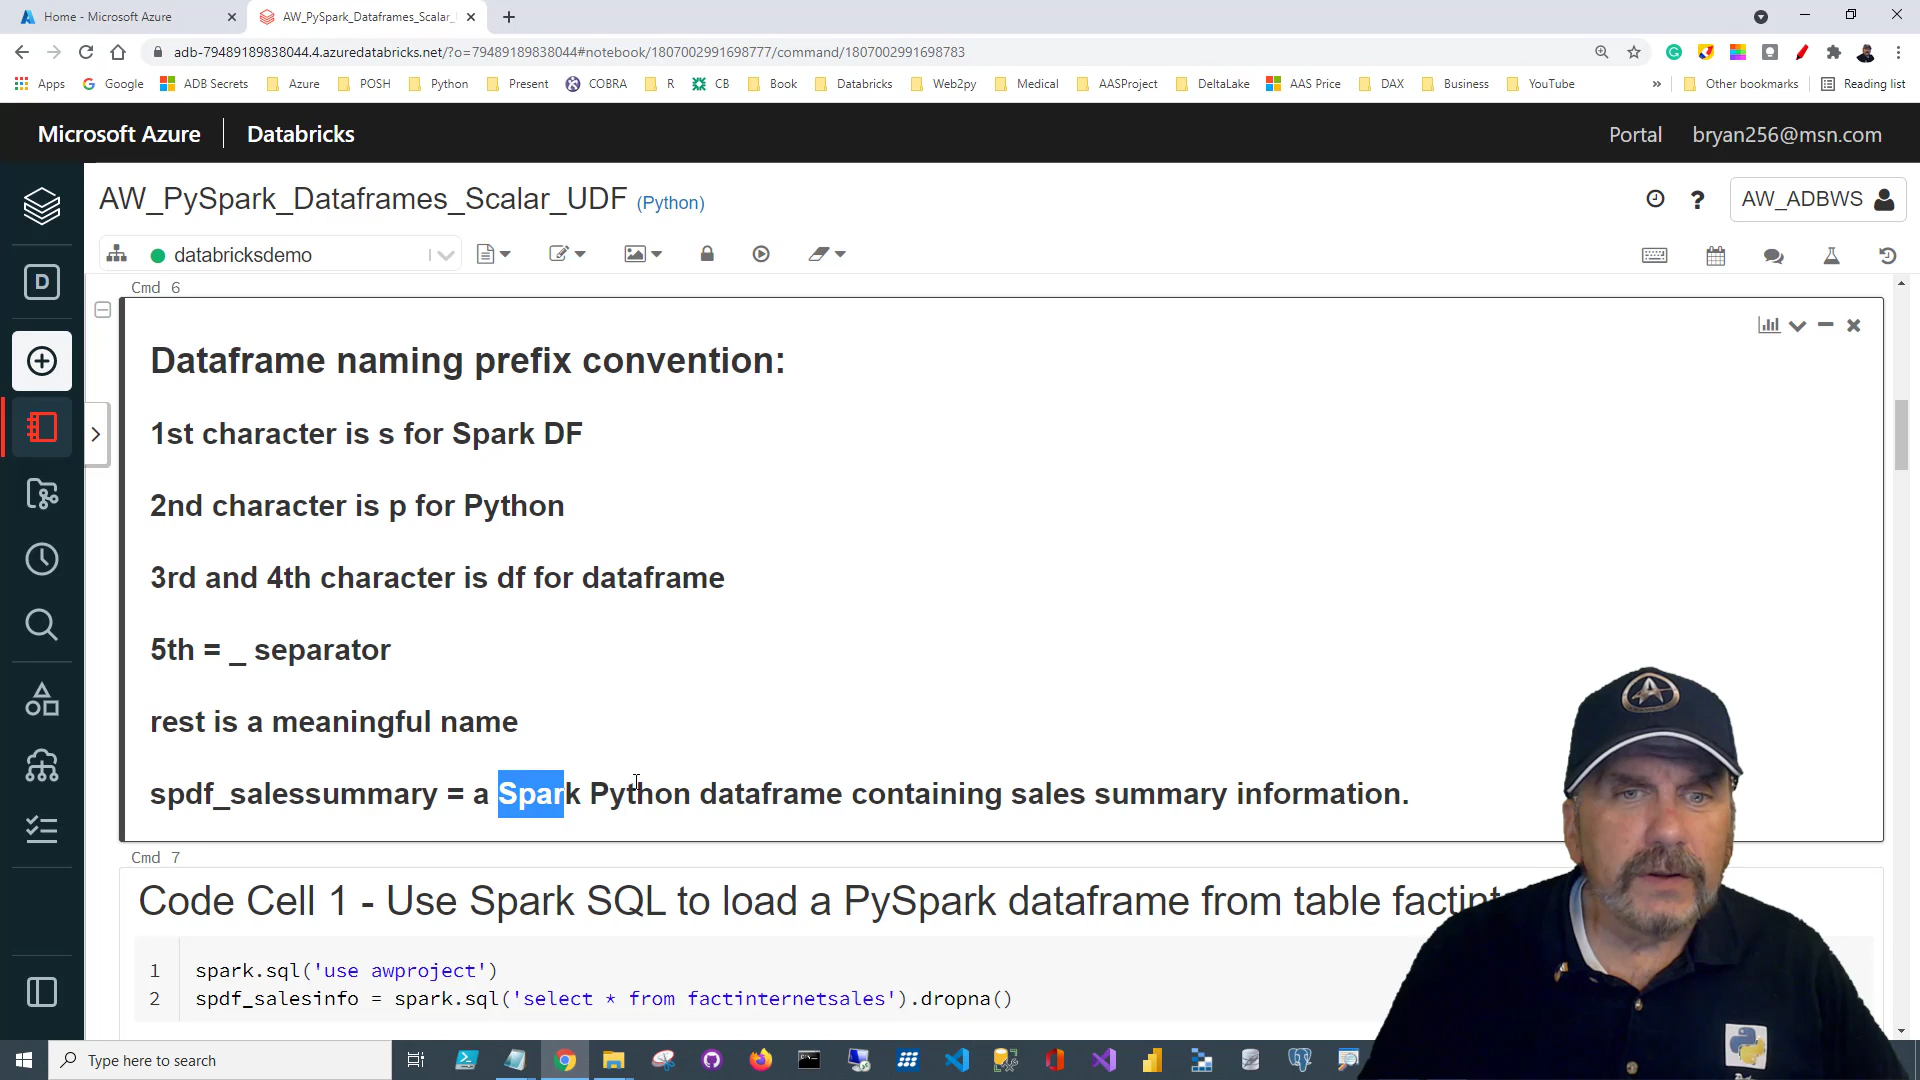 Home - Microsoft Azure
AW_PySpark_Dataframes_Scalar_
adb-79489189838044.4.azuredatabricks.net/?o=79489189838044#notebook/1807002991698777/command/1807002991698783
Apps Google ADB Secrets Azure POSH Python Present COBRA R CB Book Databricks Web2py Medical AASProject DeltaLake AAS Price DAX Business YouTube » Other bookmarks Reading list
Microsoft Azure Databricks Portal bryan256@msn.com
AW_PySpark_Dataframes_Scalar_UDF (Python)
AW_ADBWS
D databricksdemo
Cmd 6
Dataframe naming prefix convention:
1st character is s for Spark DF
2nd character is p for Python
3rd and 4th character is df for dataframe
5th = _ separator
rest is a meaningful name
spdf_salessummary = a Spark Python dataframe containing sales summary information.
Cmd 7
Code Cell 1 - Use Spark SQL to load a PySpark dataframe from table factint
1 spark.sql('use awproject')
2 spdf_salesinfo = spark.sql('select * from factinternetsales').dropna()
Type here to search